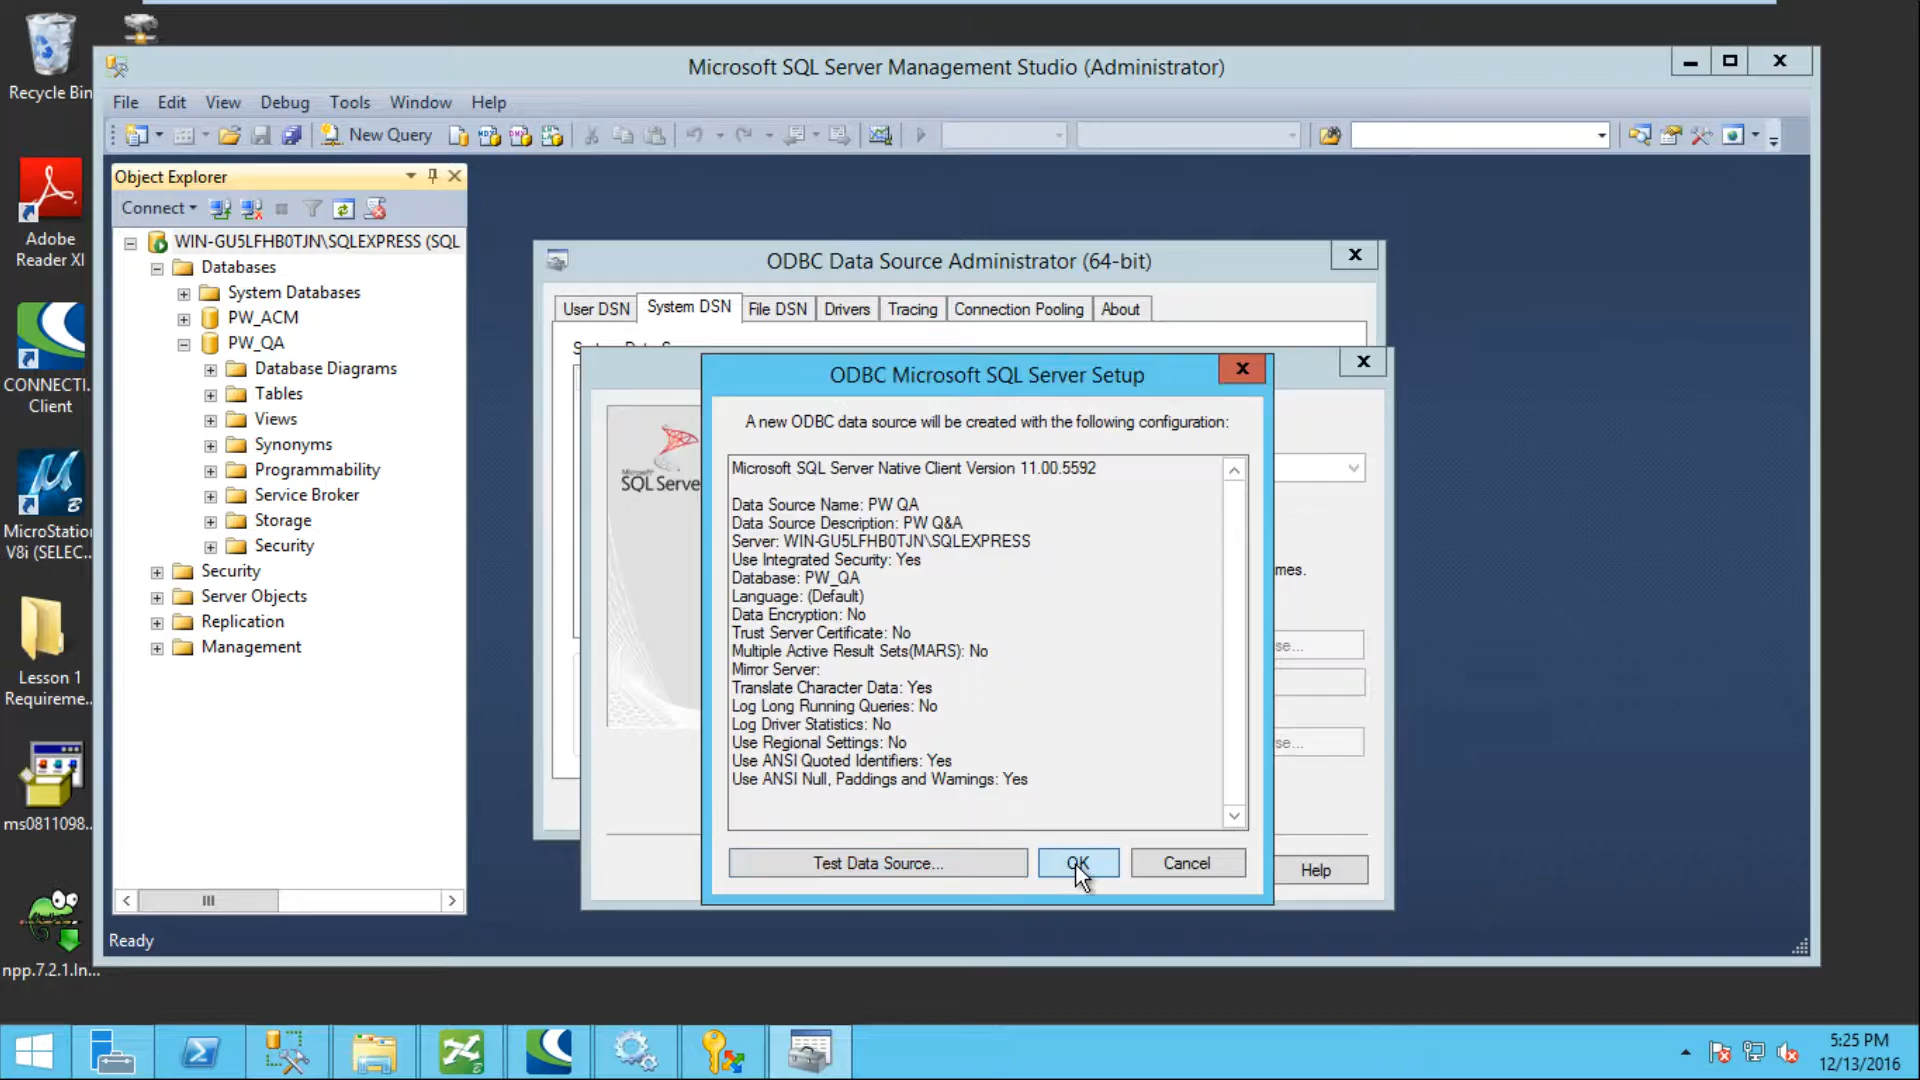 Recycle Bin
Adobe
Reader XI
CONNECTI...
Client
MicroStation
V8i (SELEC...
Lesson 1
Requireme...
ms0811098...
npp.7.2.1.In...
Microsoft SQL Server Management Studio (Administrator)
File Edit View Debug Tools Window Help
New Query
Object Explorer
Connect
WIN-GU5LFHB0TJN\SQLEXPRESS (SQL
Databases
System Databases
PW_ACM
PW_QA
Database Diagrams
Tables
Views
Synonyms
Programmability
Service Broker
Storage
Security
Security
Server Objects
Replication
Management
Ready
ODBC Data Source Administrator (64-bit)
User DSN System DSN File DSN Drivers Tracing Connection Pooling About
Microsoft
SQL Serve
mes.
se...
se...
Help
ODBC Microsoft SQL Server Setup
A new ODBC data source will be created with the following configuration:
Microsoft SQL Server Native Client Version 11.00.5592
Data Source Name: PW QA
Data Source Description: PW Q&A
Server: WIN-GU5LFHB0TJN\SQLEXPRESS
Use Integrated Security: Yes
Database: PW_QA
Language: (Default)
Data Encryption: No
Trust Server Certificate: No
Multiple Active Result Sets(MARS): No
Mirror Server:
Translate Character Data: Yes
Log Long Running Queries: No
Log Driver Statistics: No
Use Regional Settings: No
Use ANSI Quoted Identifiers: Yes
Use ANSI Null, Paddings and Warnings: Yes
Test Data Source... OK Cancel
5:25 PM
12/13/2016